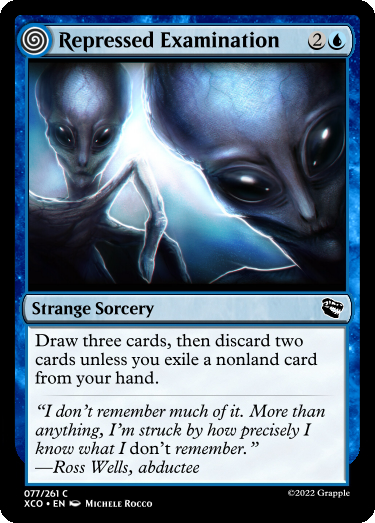 Repressed Examination 2
Strange Sorcery
Draw three cards, then discard two
cards unless you exile a nonland card
from your hand.
“I don’t remember much of it. More than
anything, I’m struck by how precisely I
know what I don’t remember.”
—Ross Wells, abductee
077/261 C
XCO • EN Michele Rocco
©2022 Grapple